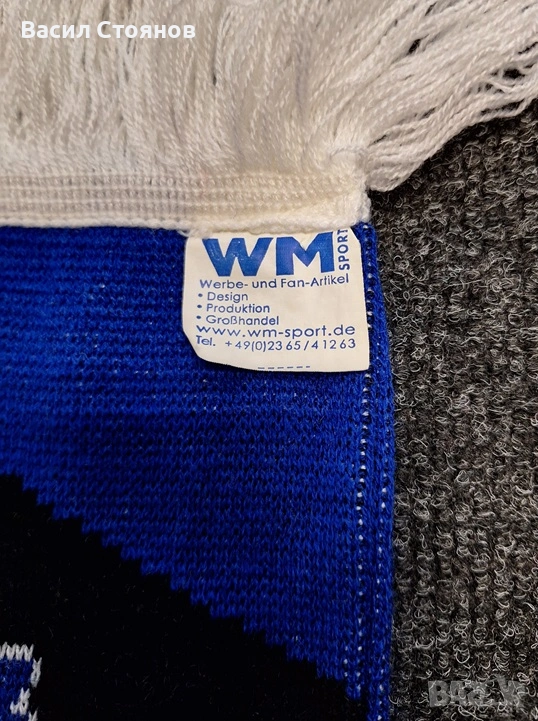 Васил Стоянов
WM
SPORT
Werbe- und Fan-Artikel
• Design
• Produktion
• Großhandel
www.wm-sport.de
Tel. +49(0)2365/41263